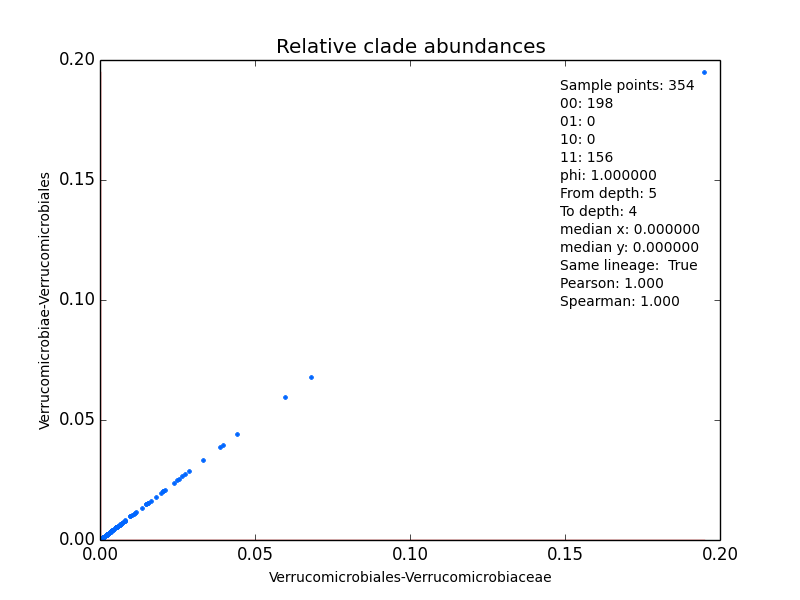 Relative clade abundances
0.20
0.15
0.10
0.05
0.00
Verrucomicrobiae-Verrucomicrobiales
Sample points: 354
00: 198
01: 0
10: 0
11: 156
phi: 1.000000
From depth: 5
To depth: 4
median x: 0.000000
median y: 0.000000
Same lineage:  True
Pearson: 1.000
Spearman: 1.000
0.00 0.05 0.10 0.15 0.20
Verrucomicrobiales-Verrucomicrobiaceae